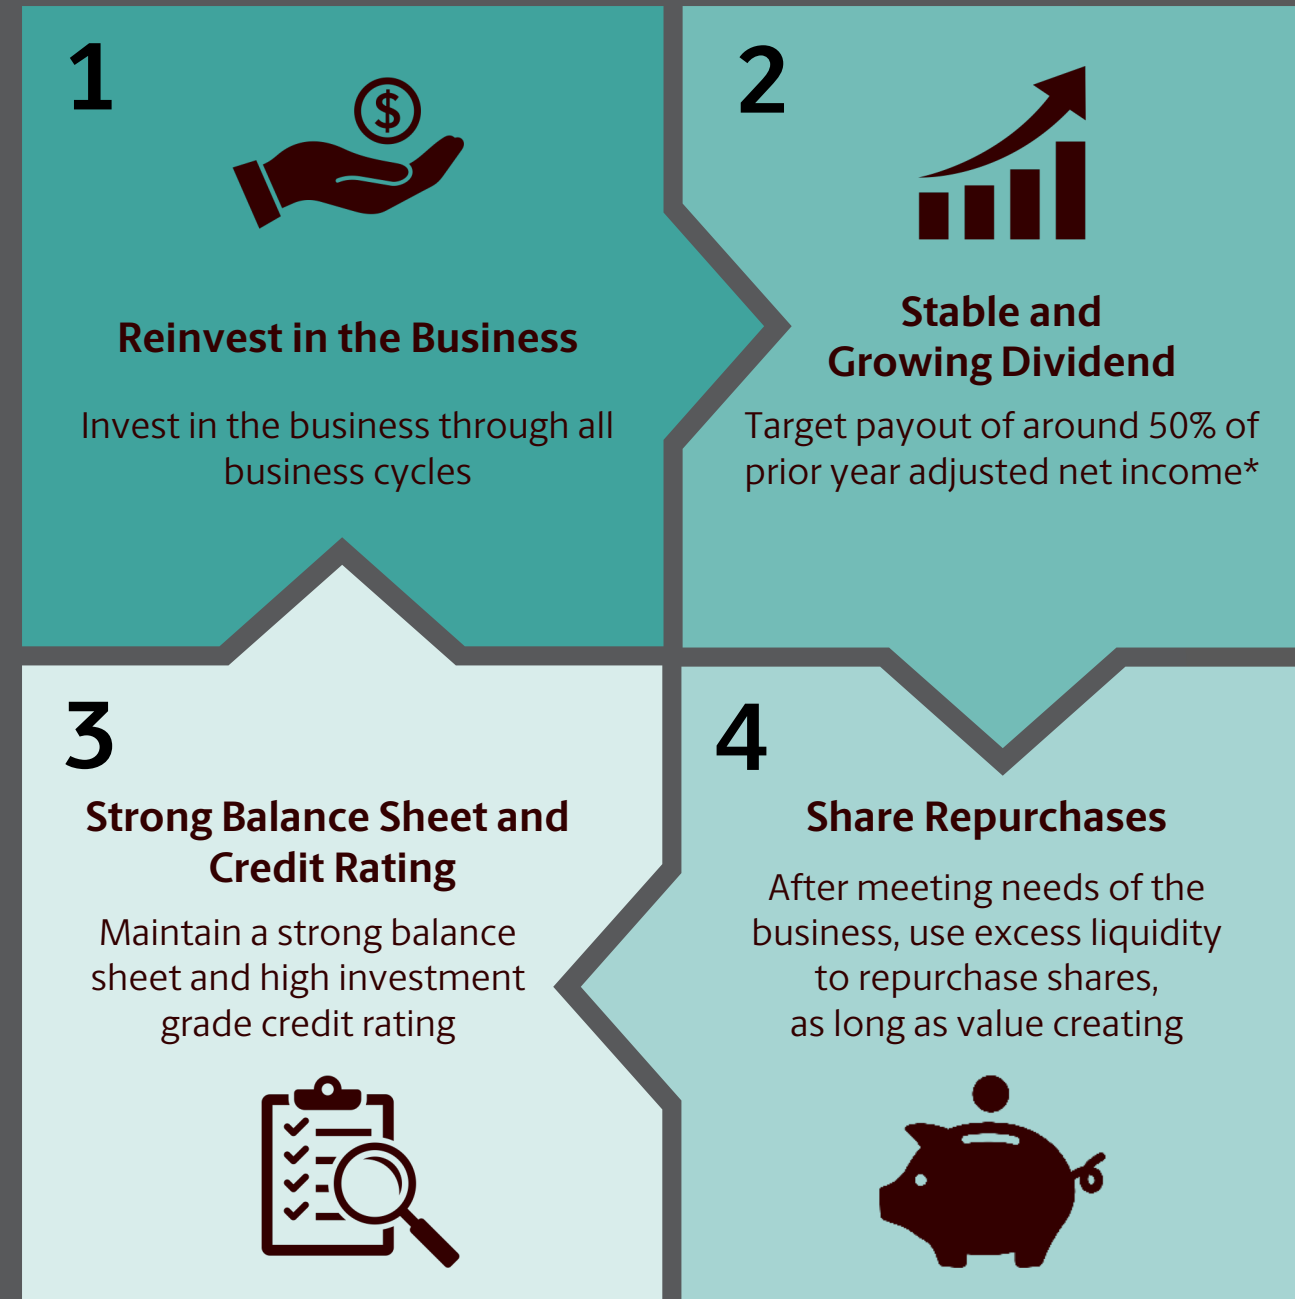 1
$
Reinvest in the Business
Invest in the business through all
business cycles
2
Stable and
Growing Dividend
Target payout of around 50% of
prior year adjusted net income*
3
Strong Balance Sheet and
Credit Rating
Maintain a strong balance
sheet and high investment
grade credit rating
4
Share Repurchases
After meeting needs of the
business, use excess liquidity
to repurchase shares,
as long as value creating